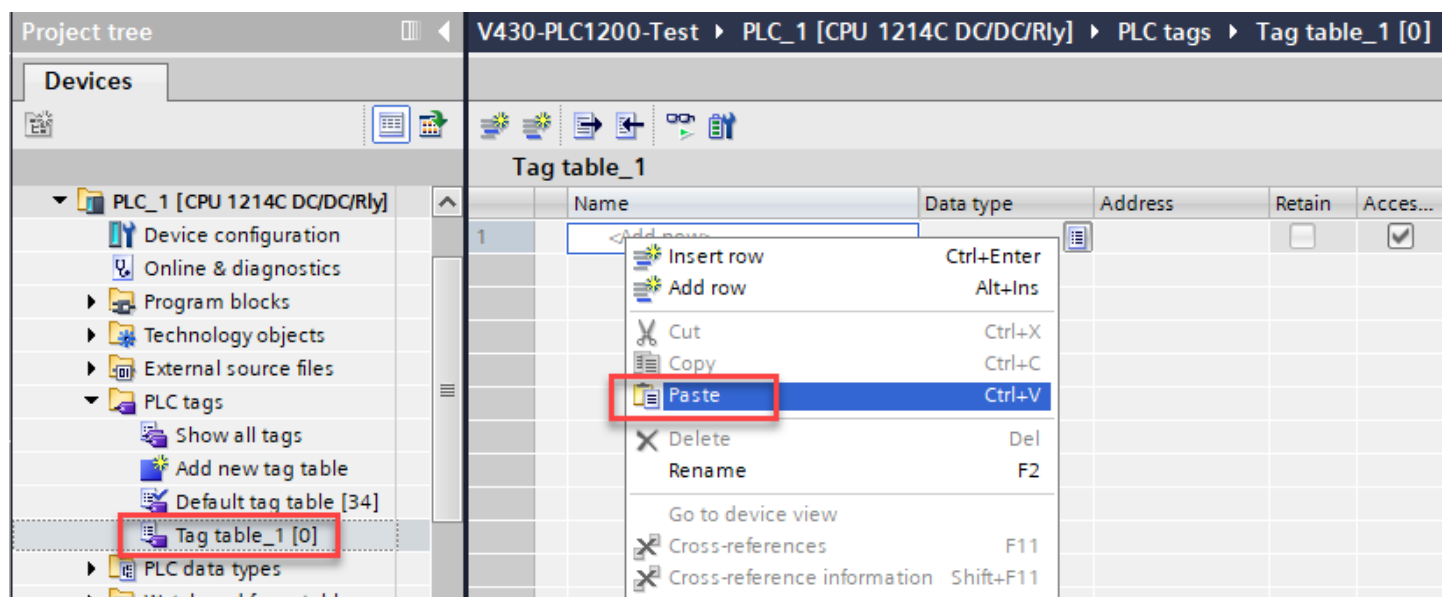 Project tree
V430-PLC1200-Test ▸ PLC_1 [CPU 1214C DC/DC/Rly] ▸ PLC tags ▸ Tag table_1 [0]
Devices
Tag table_1
Name Data type Address Retain Acces...
1 <Add new>
PLC_1 [CPU 1214C DC/DC/Rly]
Device configuration
Online & diagnostics
Program blocks
Technology objects
External source files
PLC tags
Show all tags
Add new tag table
Default tag table [34]
Tag table_1 [0]
PLC data types
Insert row Ctrl+Enter
Add row Alt+Ins
Cut Ctrl+X
Copy Ctrl+C
Paste Ctrl+V
Delete Del
Rename F2
Go to device view
Cross-references F11
Cross-reference information Shift+F11